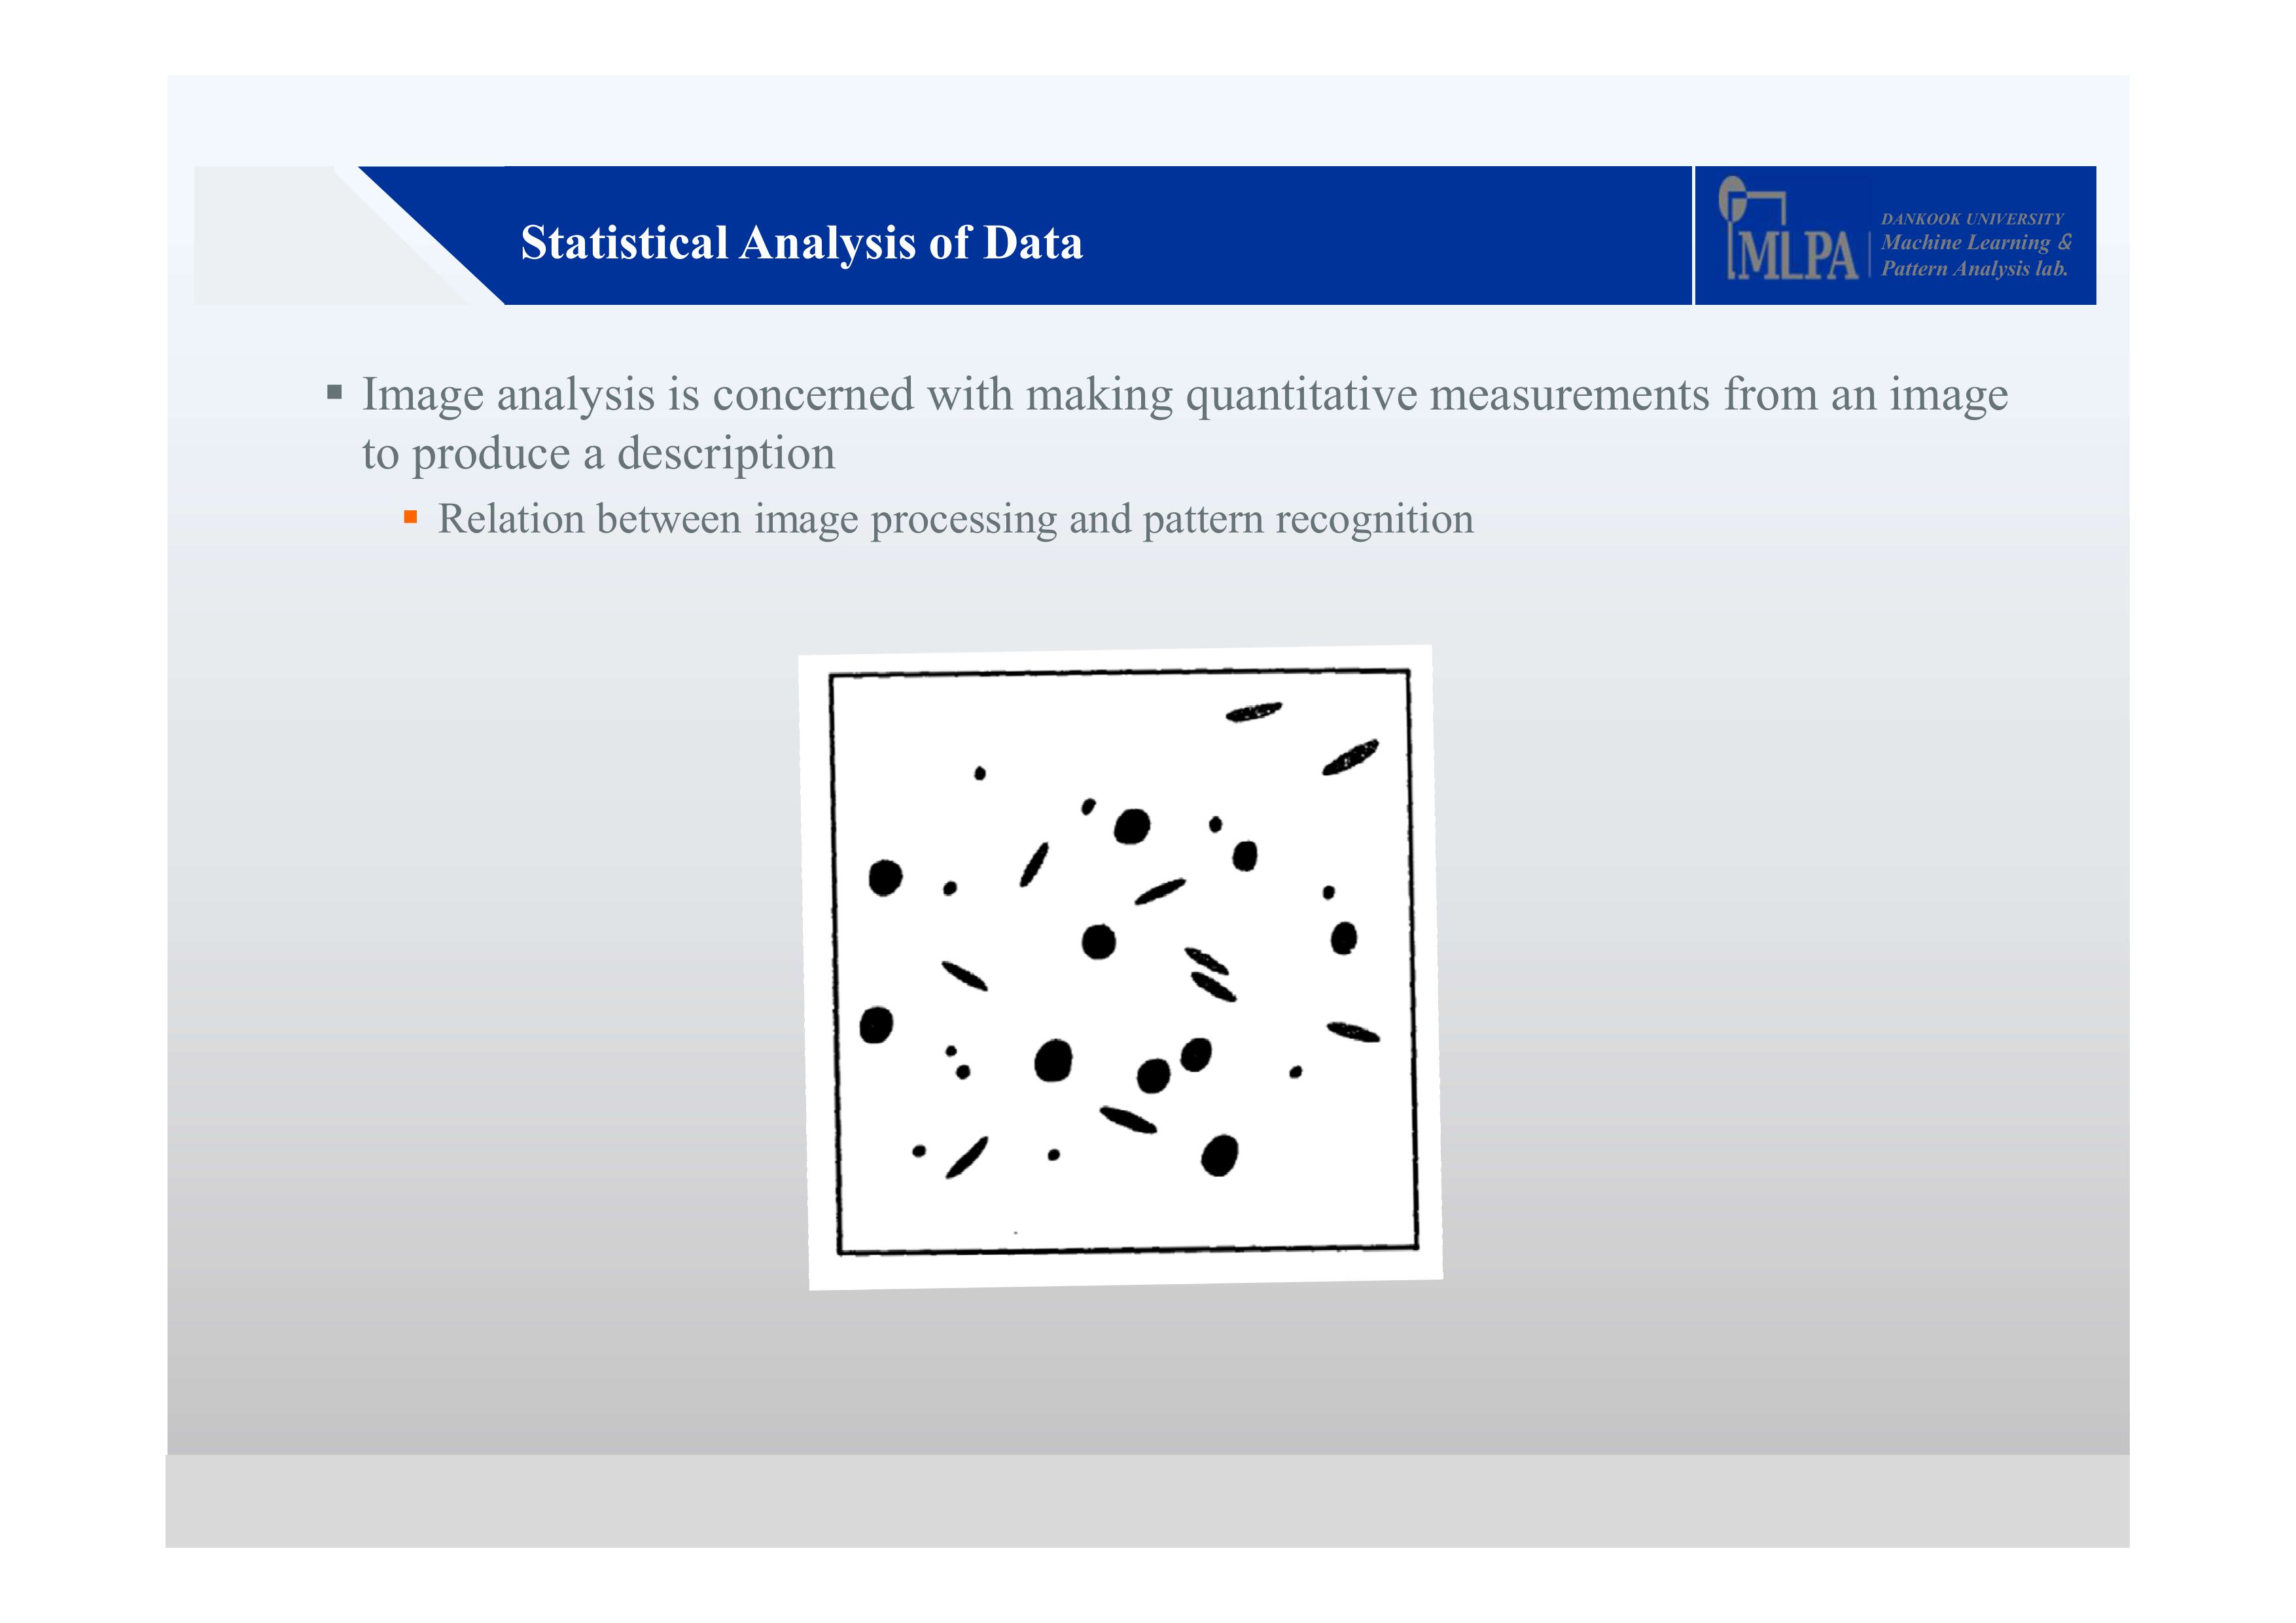 Statistical Analysis of Data
MLPA
DANKOOK UNIVERSITY
Machine Learning &
Pattern Analysis lab.
▪ Image analysis is concerned with making quantitative measurements from an image
to produce a description
▪ Relation between image processing and pattern recognition